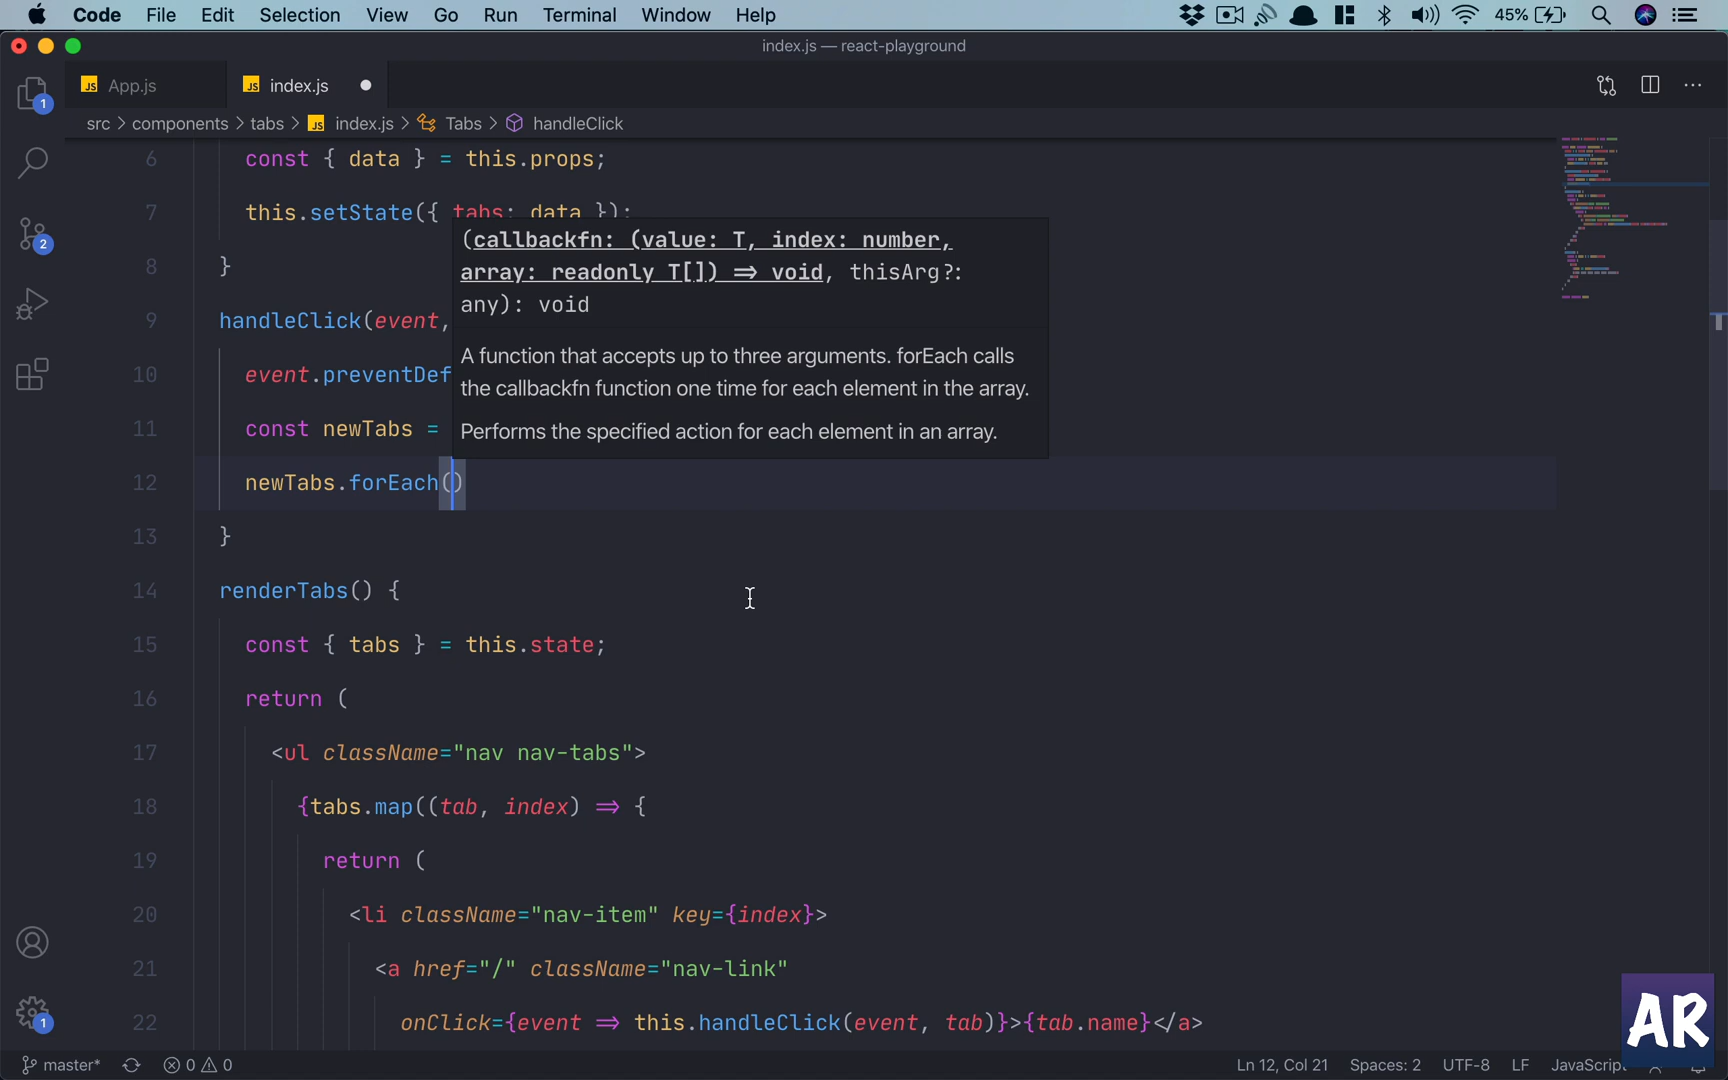 Code File Edit Selection View Go Run Terminal Window Help 45%
index.js — react-playground
JS App.js JS index.js
src > components > tabs > JS index.js > Tabs > handleClick
6 const { data } = this.props;
7 this.setState({ tabs: data });
(callbackfn: (value: T, index: number,
8 }
array: readonly T[]) => void, thisArg?:
any): void
9 handleClick(event,
A function that accepts up to three arguments. forEach calls
10 event.preventDef
the callbackfn function one time for each element in the array.
11 const newTabs =
Performs the specified action for each element in an array.
12 newTabs.forEach()
13 }
14 renderTabs() {
15 const { tabs } = this.state;
16 return (
17 <ul className="nav nav-tabs">
18 {tabs.map((tab, index) => {
19 return (
20 <li className="nav-item" key={index}>
21 <a href="/" className="nav-link"
22 onClick={event => this.handleClick(event, tab)}>{tab.name}</a>
1
2
1
AR
master* 0 0 Ln 12, Col 21 Spaces: 2 UTF-8 LF JavaScrip